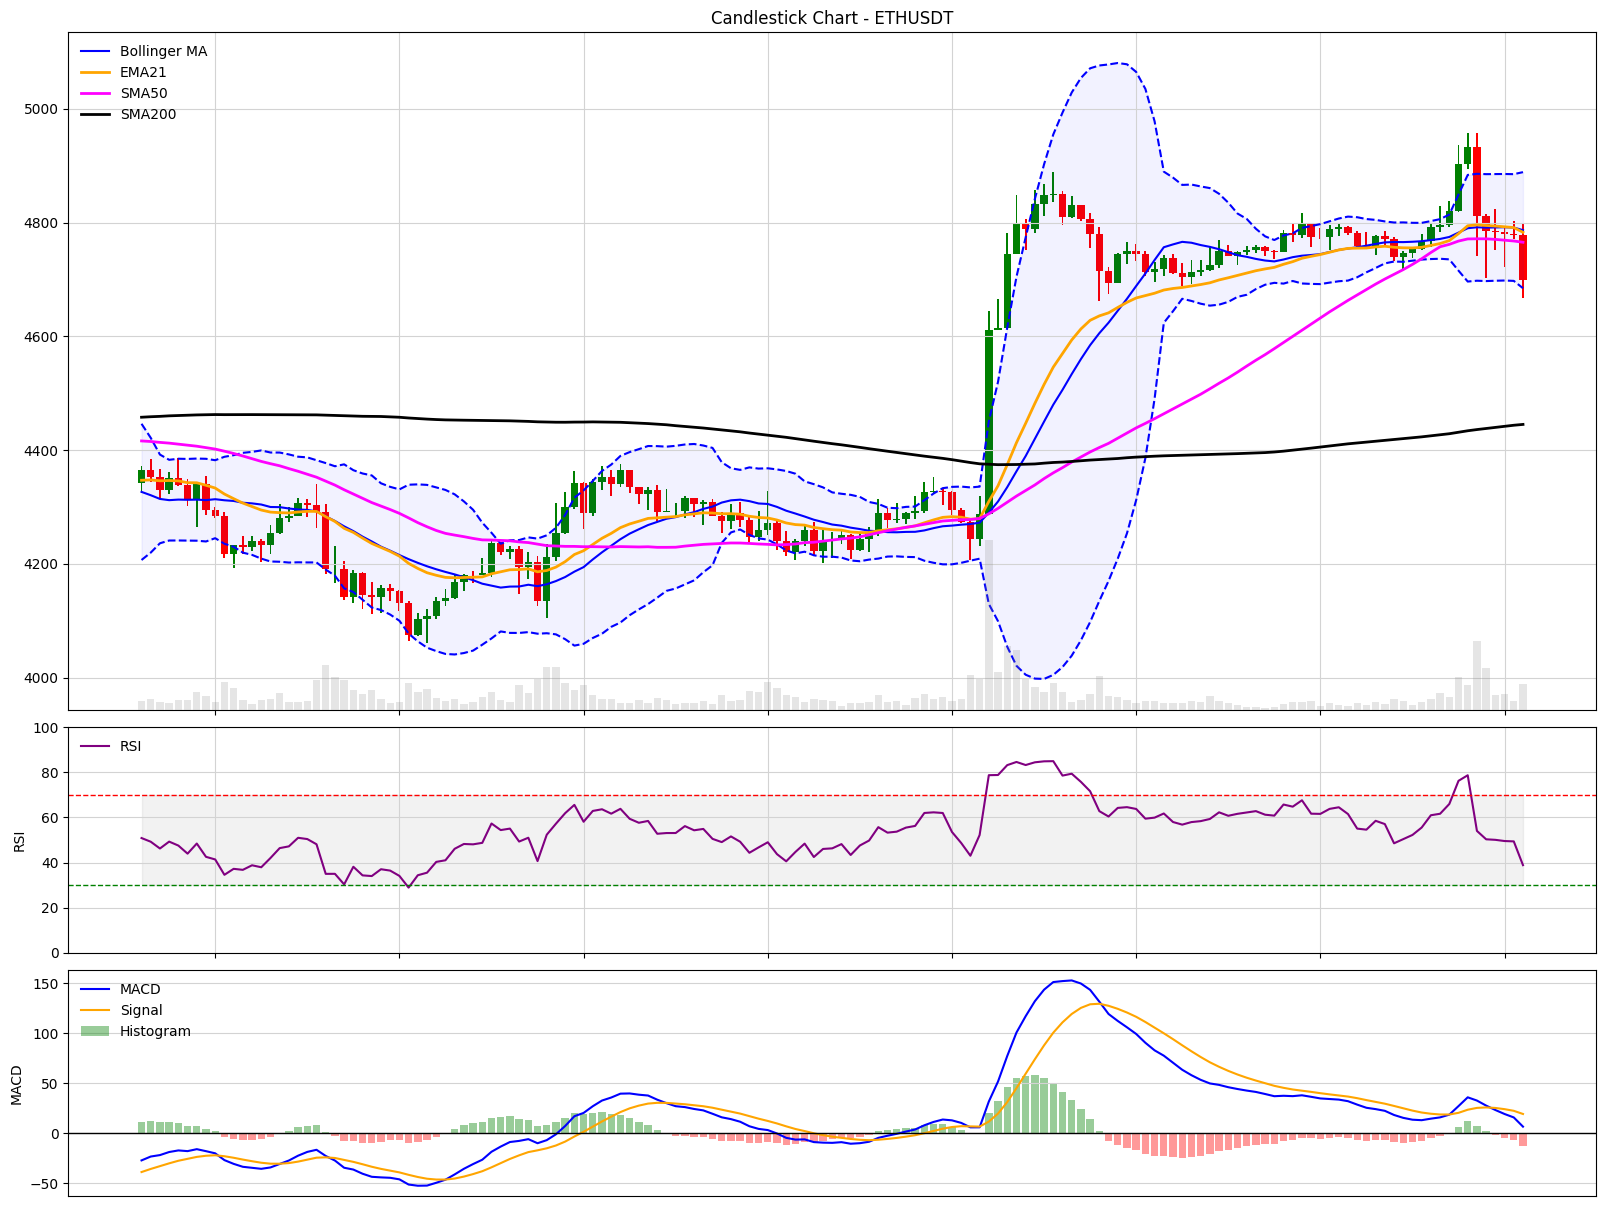 Candlestick Chart - ETHUSDT
Bollinger MA
EMA21
SMA50
SMA200
5000
4800
4600
4400
4200
4000
RSI
100
80
60
40
20
0
RSI
MACD
Signal
Histogram
150
100
50
0
−50
MACD